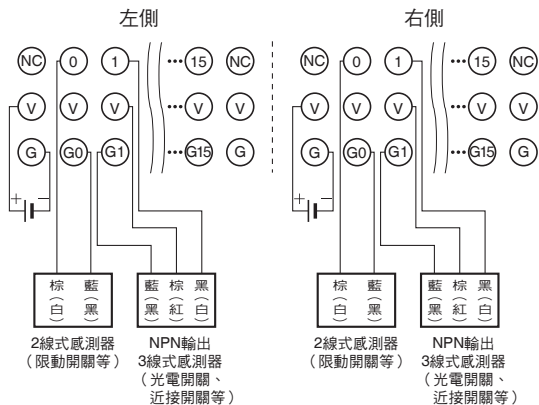 左側
NC 0 1 ··· 15 NC
V V V ··· V V
G G0 G1 ··· G15 G
+ −
棕（白） 藍（黑）
藍（黑） 棕（紅） 黑（白）
2線式感測器
（限動開關等）
NPN輸出
3線式感測器
（光電開關、
近接開關等）
右側
NC 0 1 ··· 15 NC
V V V ··· V V
G G0 G1 ··· G15 G
+ −
棕（白） 藍（黑）
藍（黑） 棕（紅） 黑（白）
2線式感測器
（限動開關等）
NPN輸出
3線式感測器
（光電開關、
近接開關等）